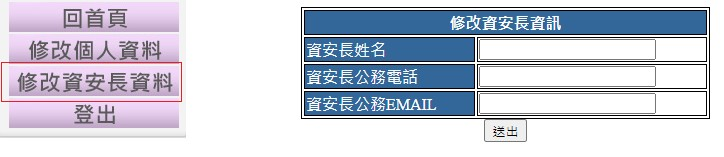 回首頁
修改個人資料
修改資安長資料
登出
修改資安長資訊
資安長姓名
資安長公務電話
資安長公務EMAIL
送出